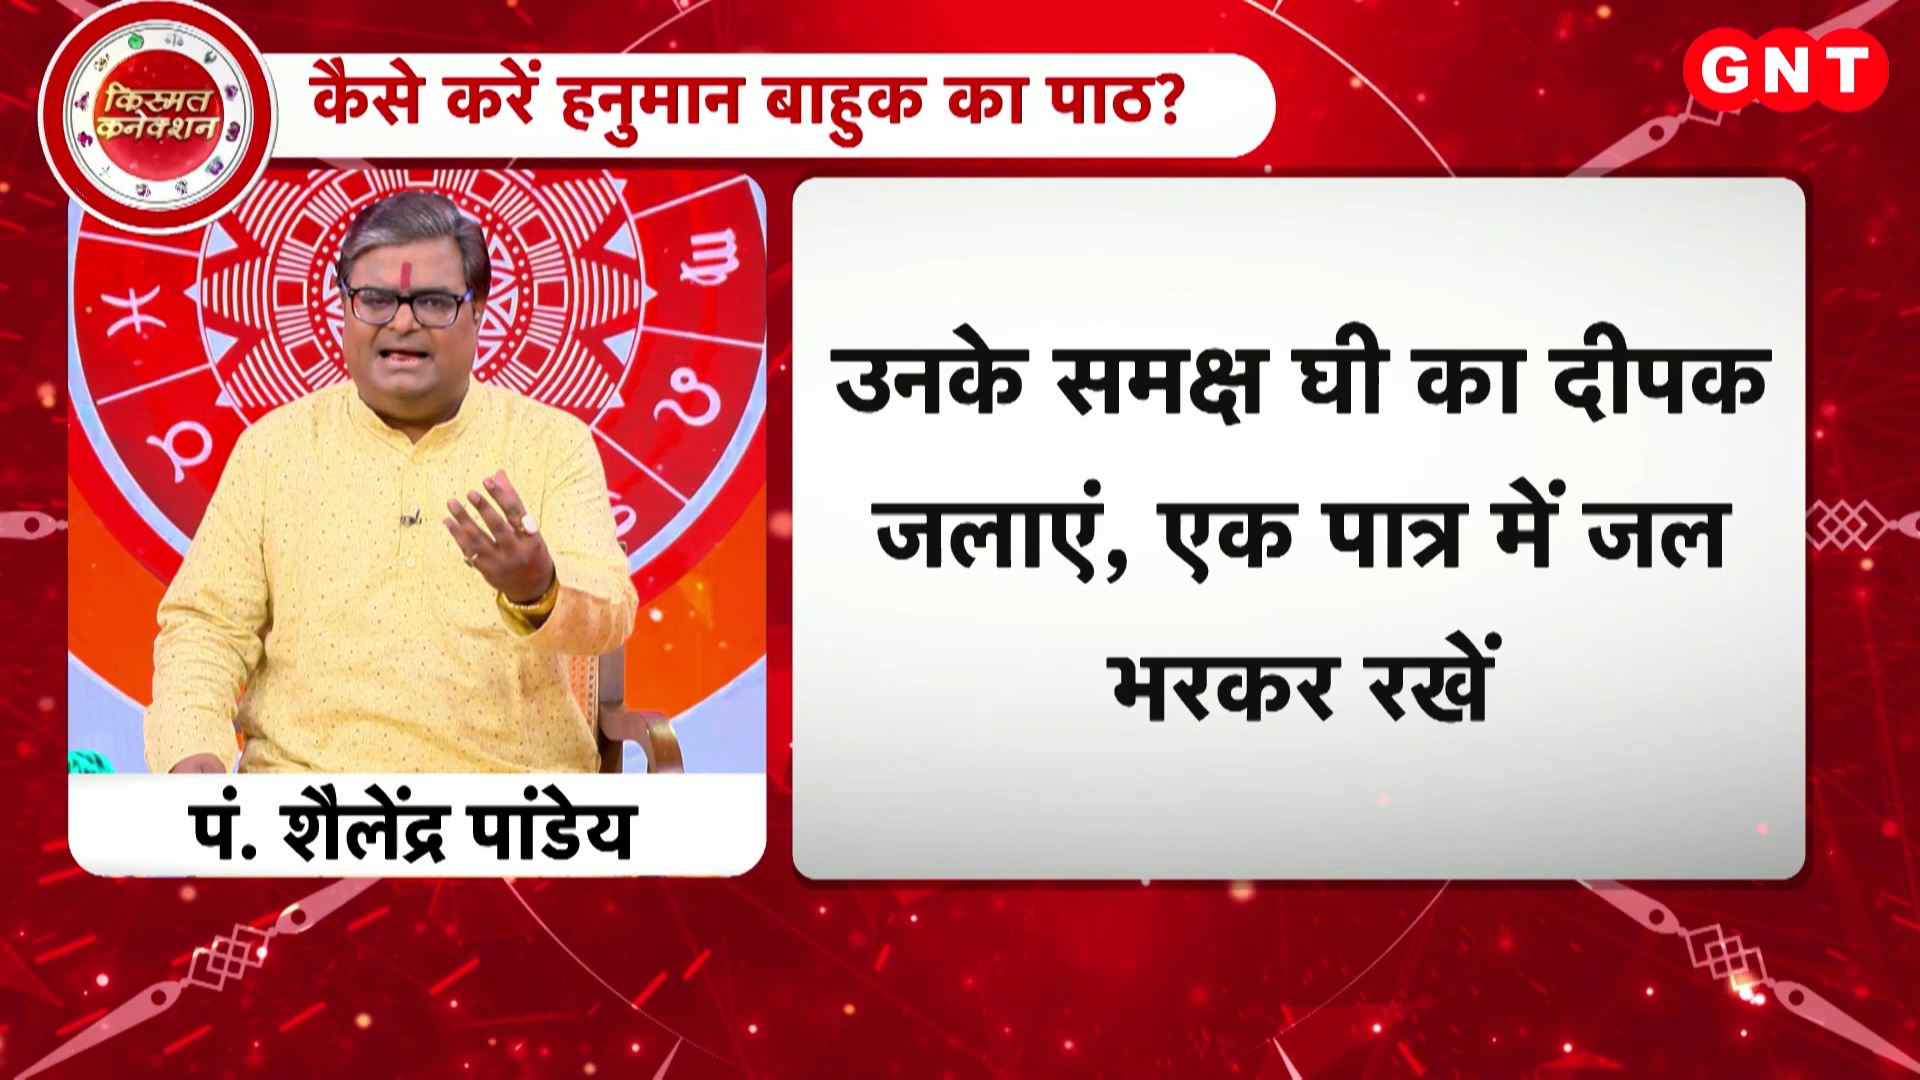 किस्मत
कनेक्शन
कैसे करें हनुमान बाहुक का पाठ?
GNT
उनके समक्ष घी का दीपक
जलाएं, एक पात्र में जल
भरकर रखें
पं. शैलेंद्र पांडेय